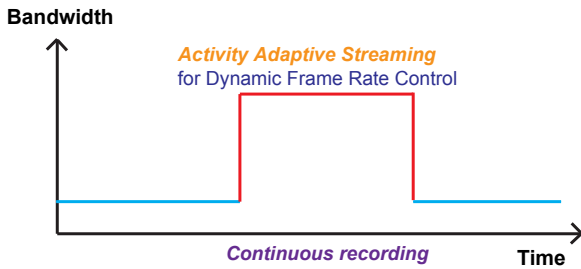 Bandwidth
Activity Adaptive Streaming
for Dynamic Frame Rate Control
Continuous recording
Time